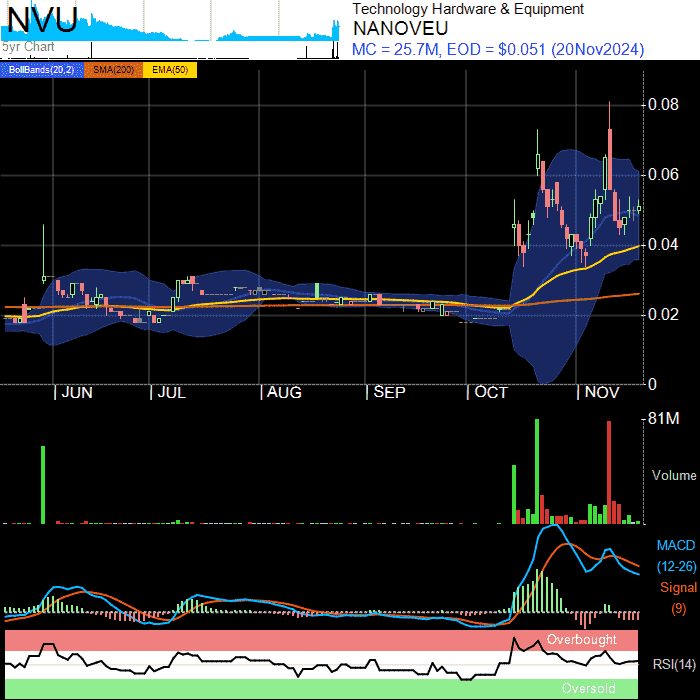 NVU
5yr Chart
Technology Hardware & Equipment
NANOVEU
MC = 25.7M, EOD = $0.051 (20Nov2024)
BollBands(20,2) SMA(200) EMA(50)
0.08
0.06
0.04
0.02
0
JUN JUL AUG SEP OCT NOV
81M
Volume
MACD
(12-26)
Signal
(9)
Overbought
RSI(14)
Oversold